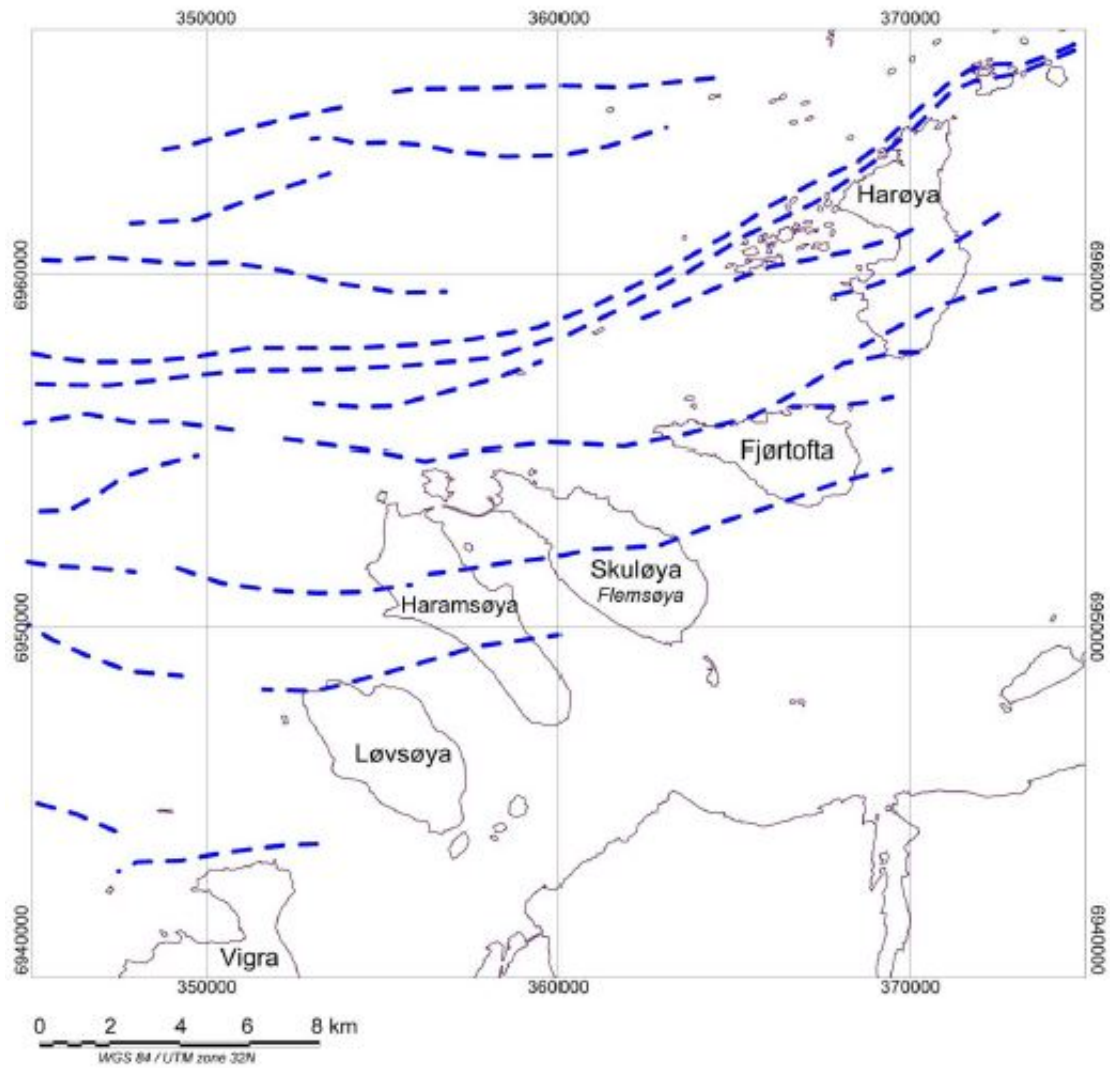 350000 360000 370000
Harøya
6960000 6960000
Fjørtofta
Skuløya
Flemsøya
Haramsøya
6950000 6950000
Løvsøya
6940000 6940000
Vigra
350000 360000 370000
0 2 4 6 8 km
WGS 84 / UTM zone 32N